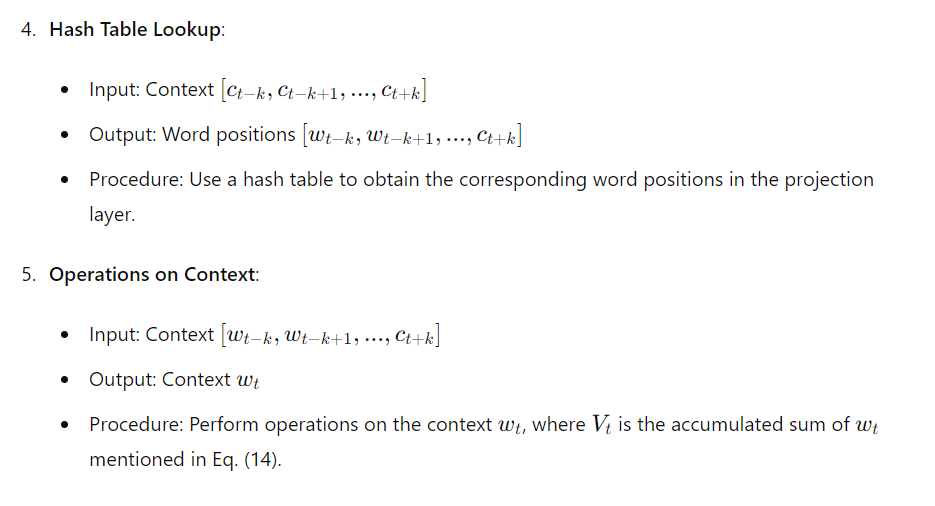 4. Hash Table Lookup:
• Input: Context [c_{t−k}, c_{t−k+1}, ..., c_{t+k}]
• Output: Word positions [w_{t−k}, w_{t−k+1}, ..., c_{t+k}]
• Procedure: Use a hash table to obtain the corresponding word positions in the projection
layer.
5. Operations on Context:
• Input: Context [w_{t−k}, w_{t−k+1}, ..., c_{t+k}]
• Output: Context w_t
• Procedure: Perform operations on the context w_t, where V_t is the accumulated sum of w_t
mentioned in Eq. (14).